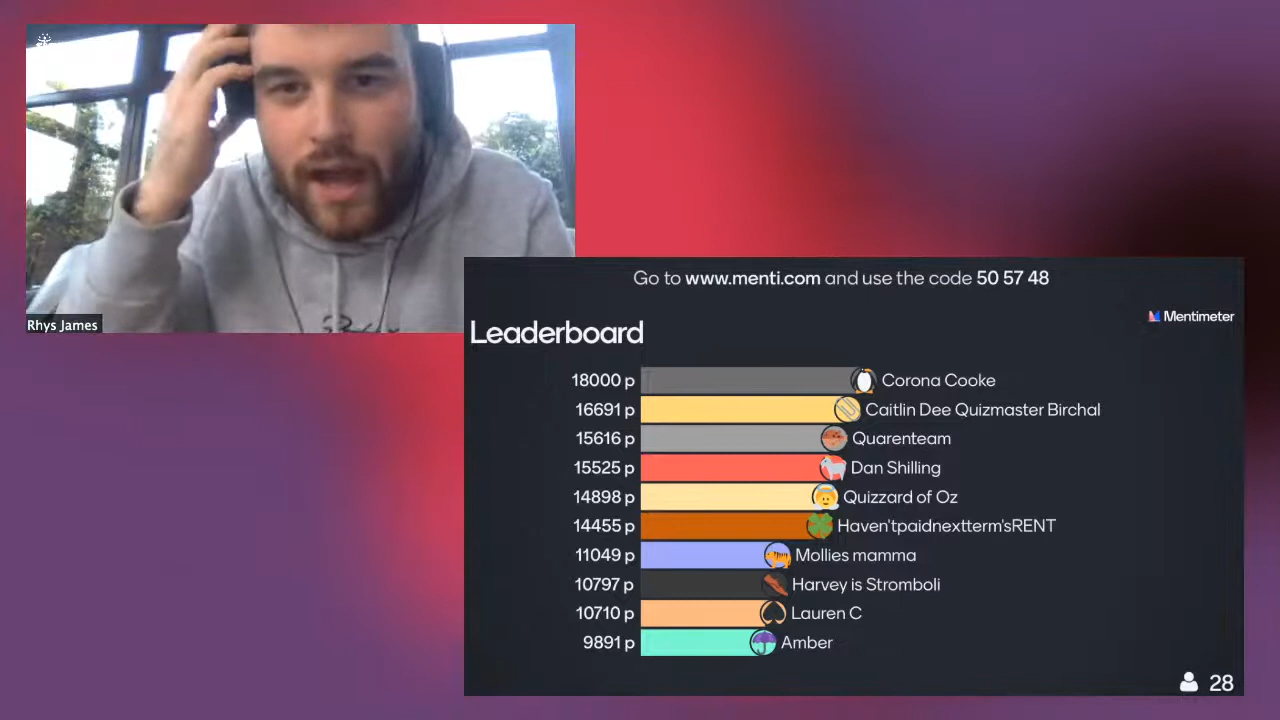 Rhys James
Go to www.menti.com and use the code 50 57 48
Mentimeter
Leaderboard
18000 p Corona Cooke
16691 p Caitlin Dee Quizmaster Birchal
15616 p Quarenteam
15525 p Dan Shilling
14898 p Quizzard of Oz
14455 p Haven'tpaidnextterm'sRENT
11049 p Mollies mamma
10797 p Harvey is Stromboli
10710 p Lauren C
9891 p Amber
28